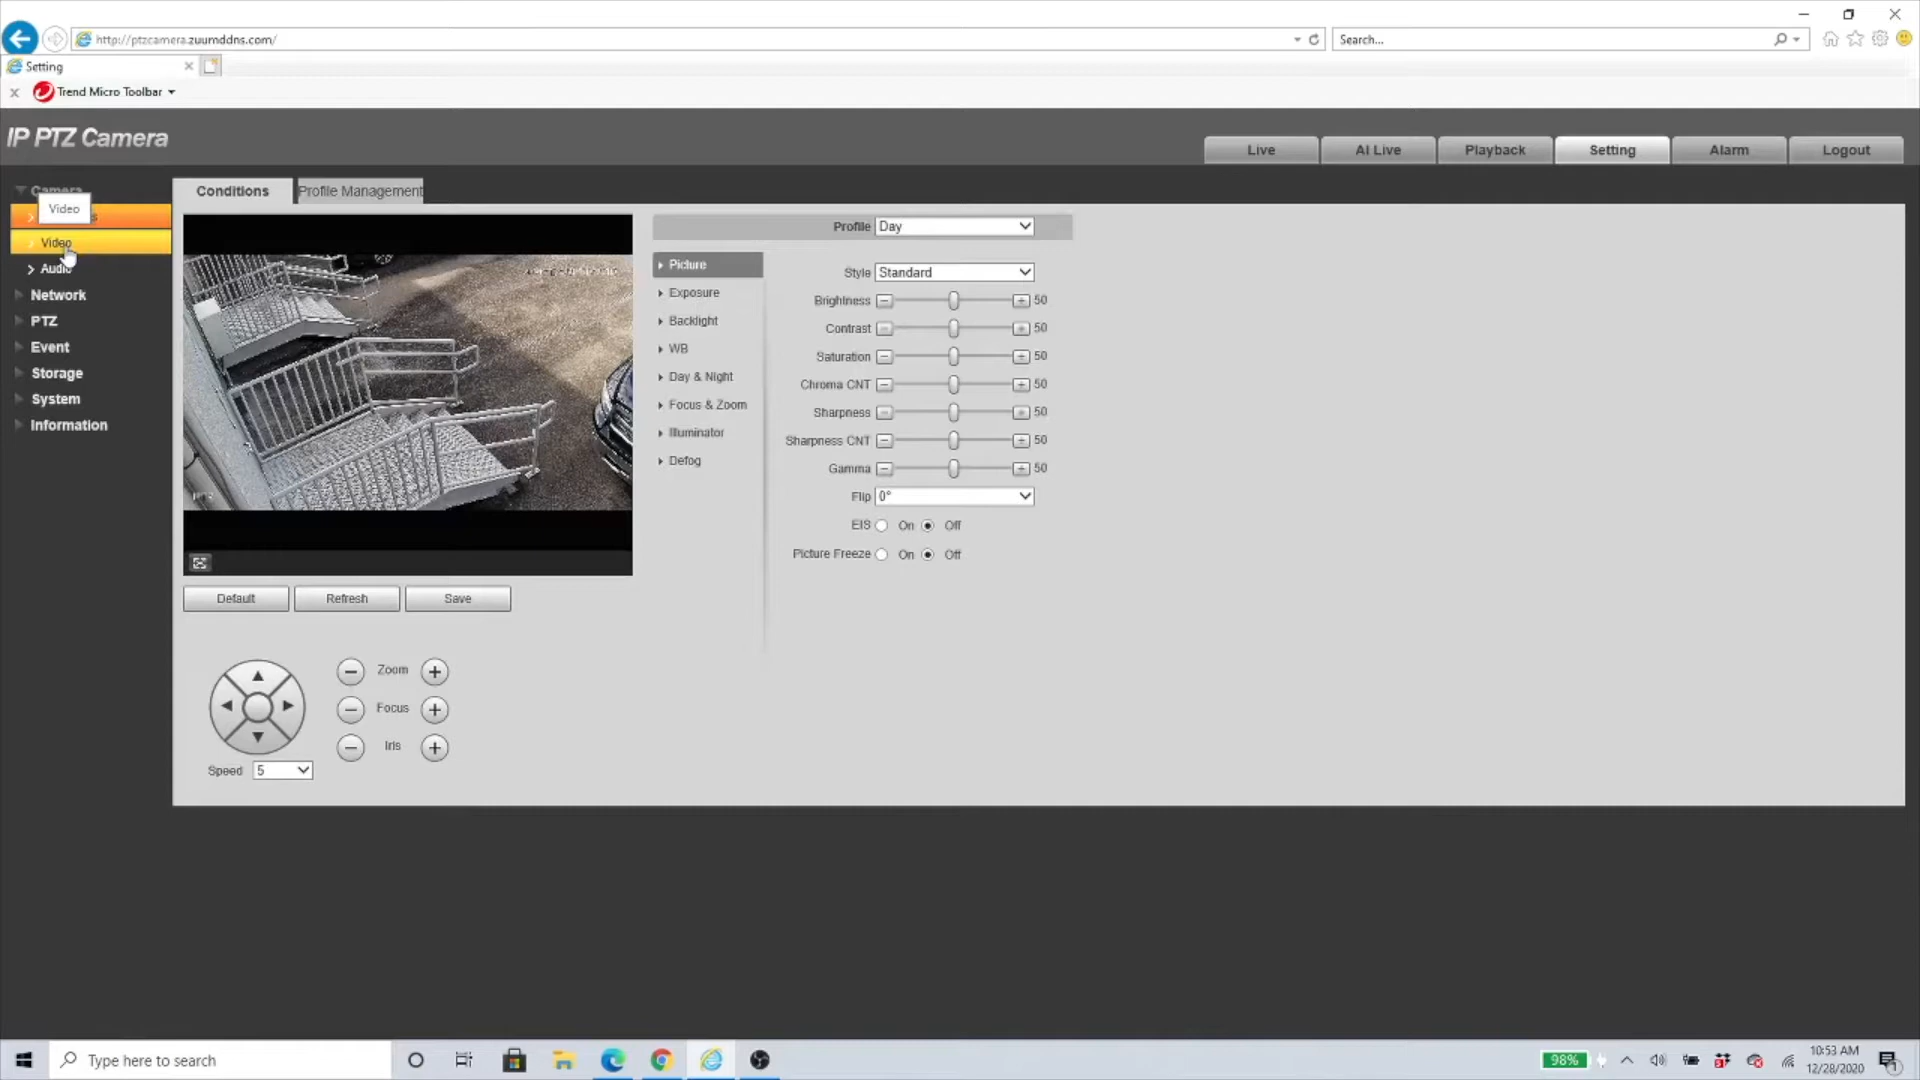 http://ptzcamera.zuumddns.com/
Search...
Setting
Trend Micro Toolbar
IP PTZ Camera
Live
AI Live
Playback
Setting
Alarm
Logout
Camera
Video
Video
Audio
Network
PTZ
Event
Storage
System
Information
Conditions
Profile Management
Default
Refresh
Save
Zoom
Focus
Iris
Speed 5
Profile Day
Picture
Exposure
Backlight
WB
Day & Night
Focus & Zoom
Illuminator
Defog
Style Standard
Brightness 50
Contrast 50
Saturation 50
Chroma CNT 50
Sharpness 50
Sharpness CNT 50
Gamma 50
Flip 0°
EIS On Off
Picture Freeze On Off
Type here to search
98%
10:53 AM
12/28/2020